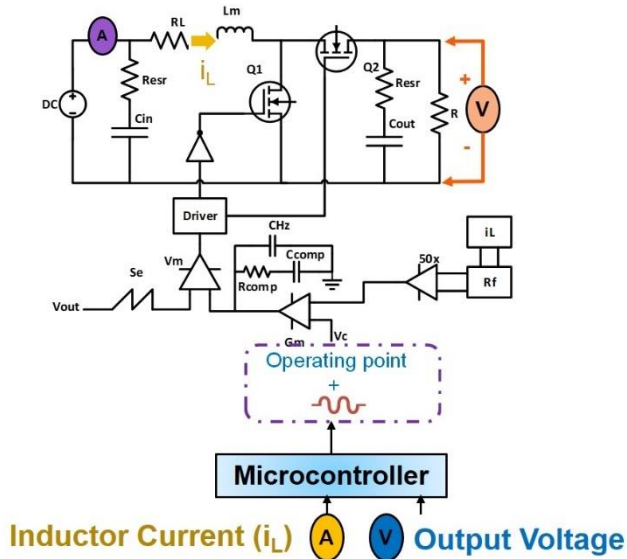 A
RL
Lm
iL
Q1
Q2
DC
Resr
Cin
Resr
Cout
R
+
V
-
Driver
CHz
Ccomp
Rcomp
Vm
Se
Vout
Gm
Vc
50x
iL
Rf
Operating point
+
Microcontroller
Inductor Current (iL) A V Output Voltage